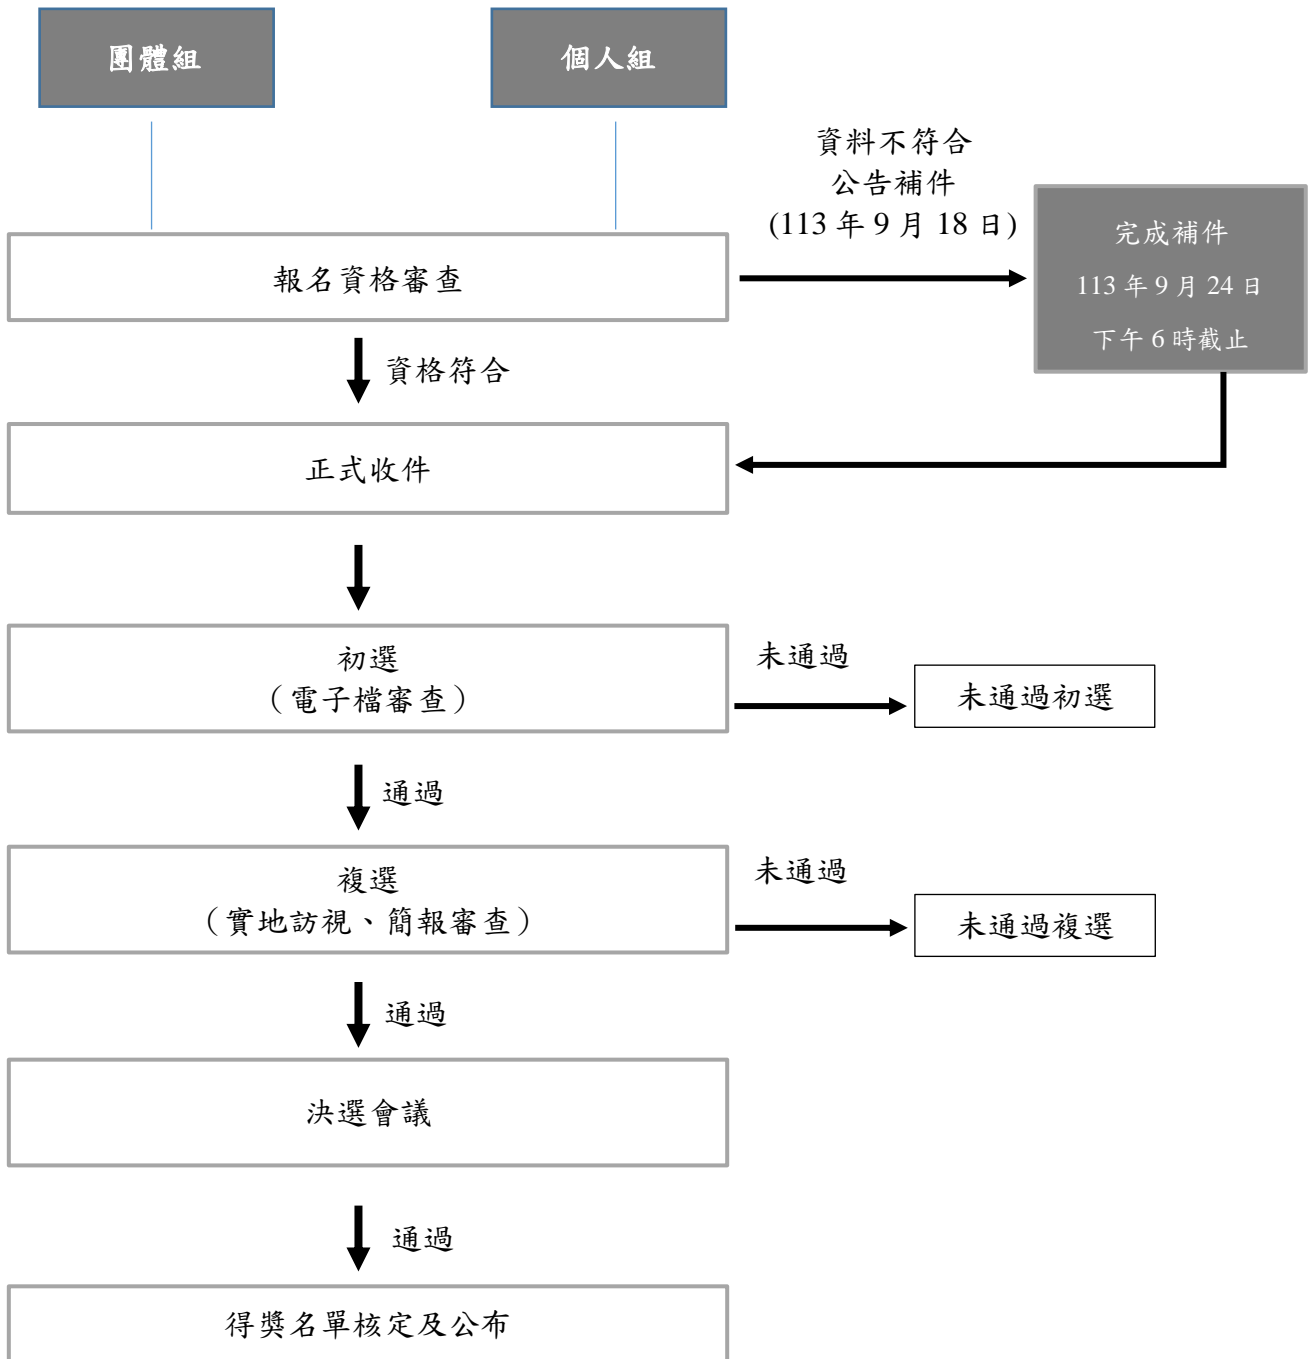 團體組
個人組
資料不符合
公告補件
(113 年 9 月 18 日)
完成補件
113 年 9 月 24 日
下午 6 時截止
報名資格審查
資格符合
正式收件
初選
（電子檔審查）
未通過
未通過初選
通過
複選
（實地訪視、簡報審查）
未通過
未通過複選
通過
決選會議
通過
得獎名單核定及公布